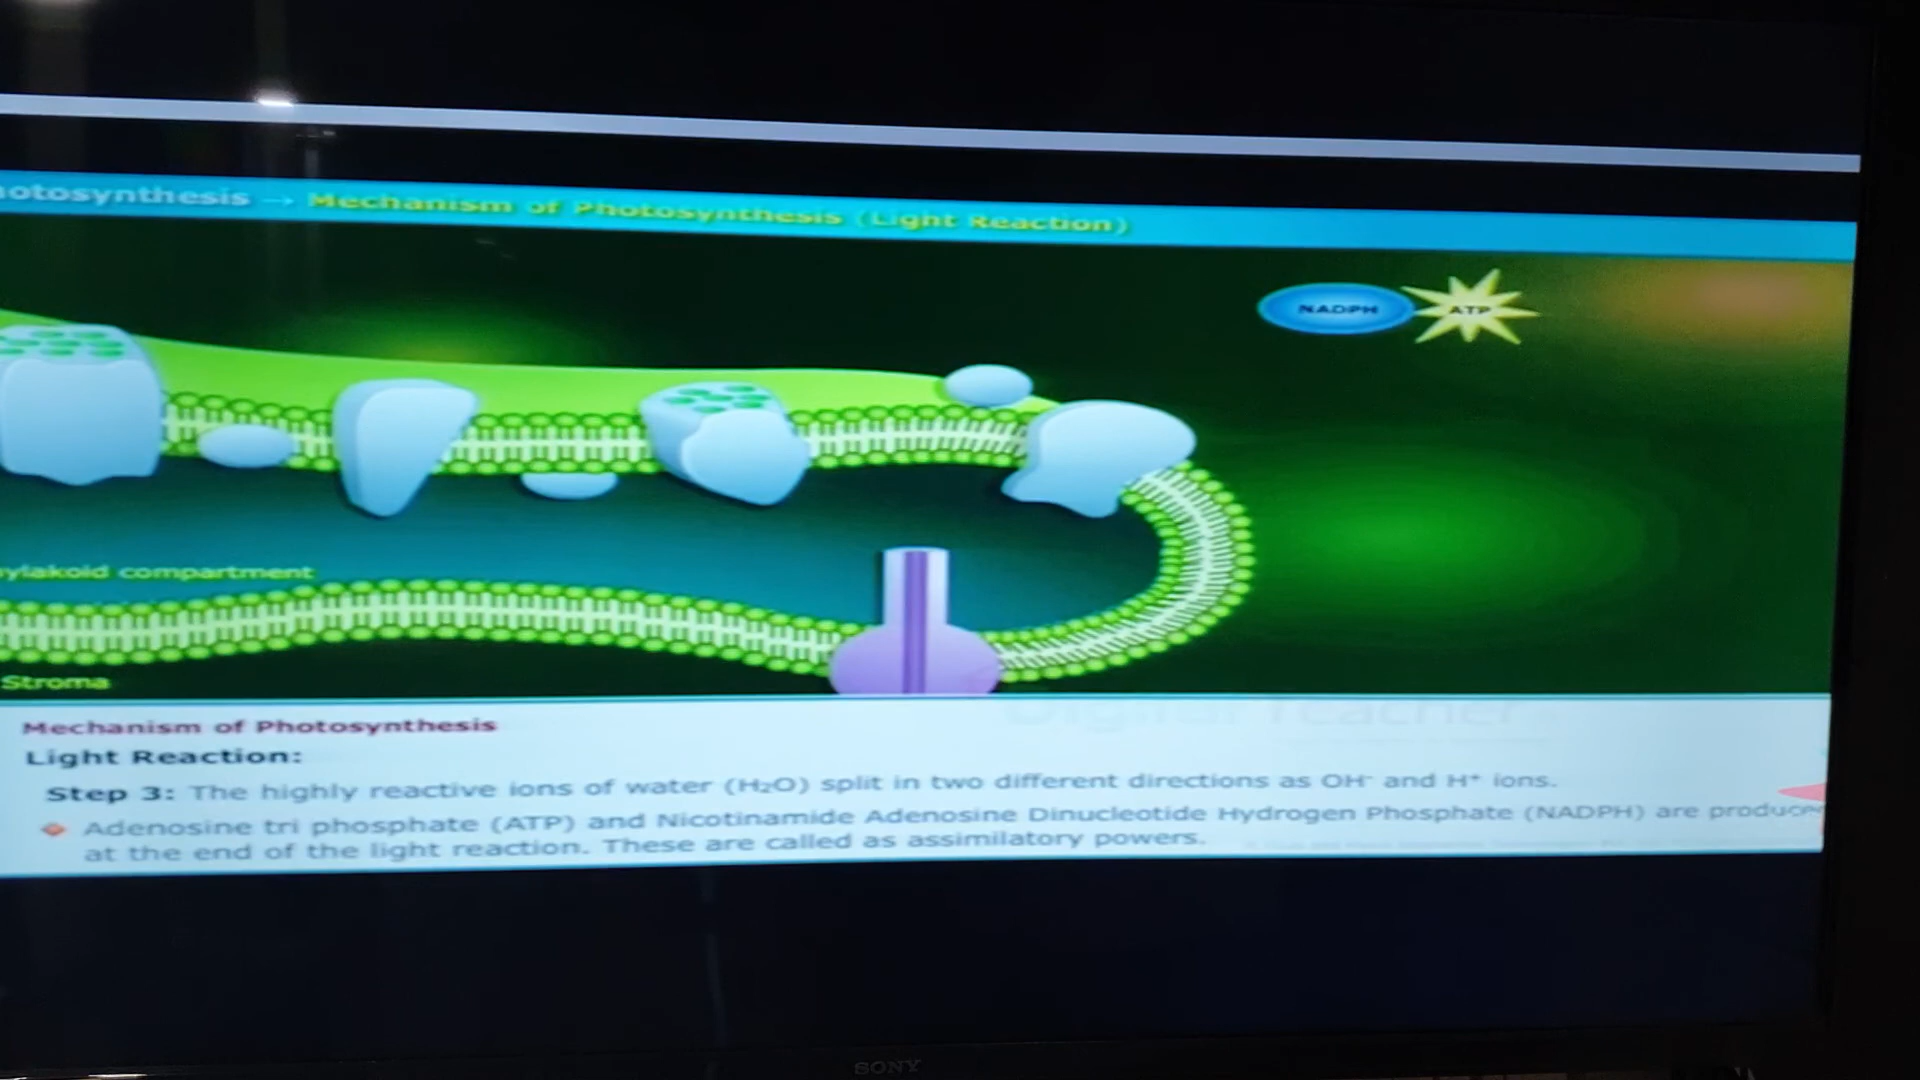 otosynthesis → Mechanism of Photosynthesis (Light Reaction)
NADPH
ATP
ylakoid compartment
Stroma
Digital Teacher
Mechanism of Photosynthesis
Light Reaction:
Step 3: The highly reactive ions of water (H₂O) split in two different directions as OH⁻ and H⁺ ions.
Adenosine tri phosphate (ATP) and Nicotinamide Adenosine Dinucleotide Hydrogen Phosphate (NADPH) are produce
at the end of the light reaction. These are called as assimilatory powers.
SONY